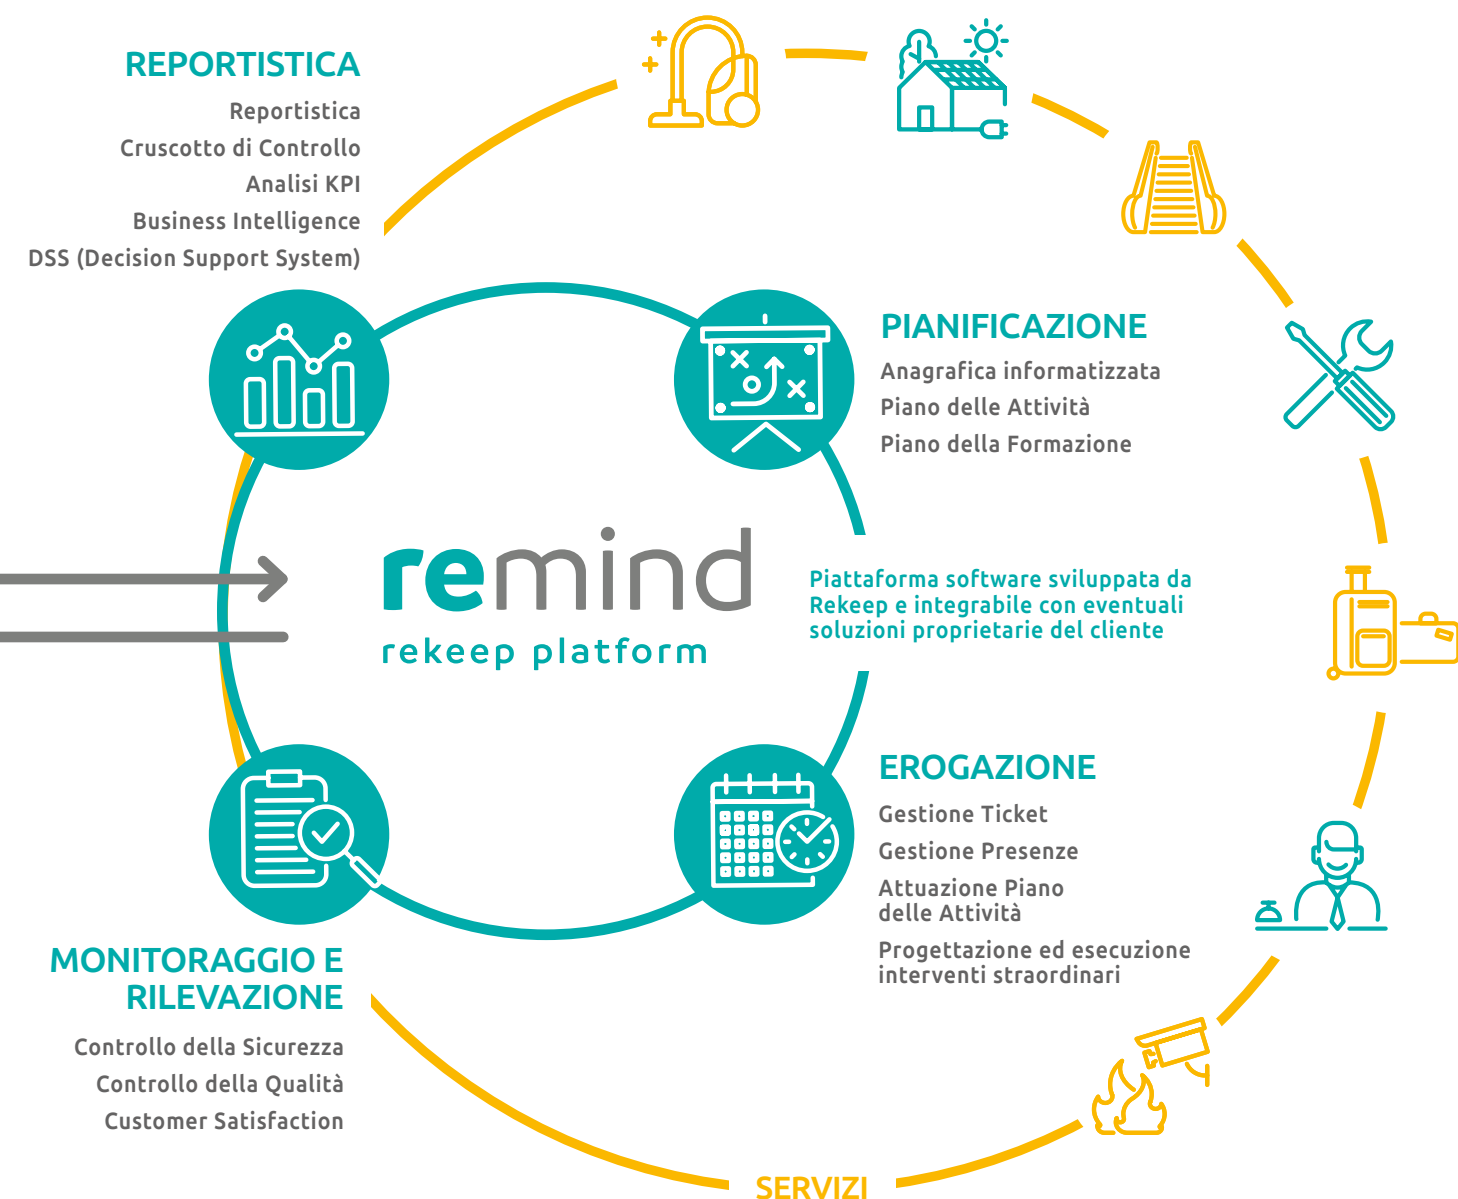 REPORTISTICA
Reportistica
Cruscotto di Controllo
Analisi KPI
Business Intelligence
DSS (Decision Support System)
PIANIFICAZIONE
Anagrafica informatizzata
Piano delle Attività
Piano della Formazione
remind
rekeep platform
Piattaforma software sviluppata da
Rekeep e integrabile con eventuali
soluzioni proprietarie del cliente
EROGAZIONE
Gestione Ticket
Gestione Presenze
Attuazione Piano
delle Attività
Progettazione ed esecuzione
interventi straordinari
MONITORAGGIO E
RILEVAZIONE
Controllo della Sicurezza
Controllo della Qualità
Customer Satisfaction
SERVIZI